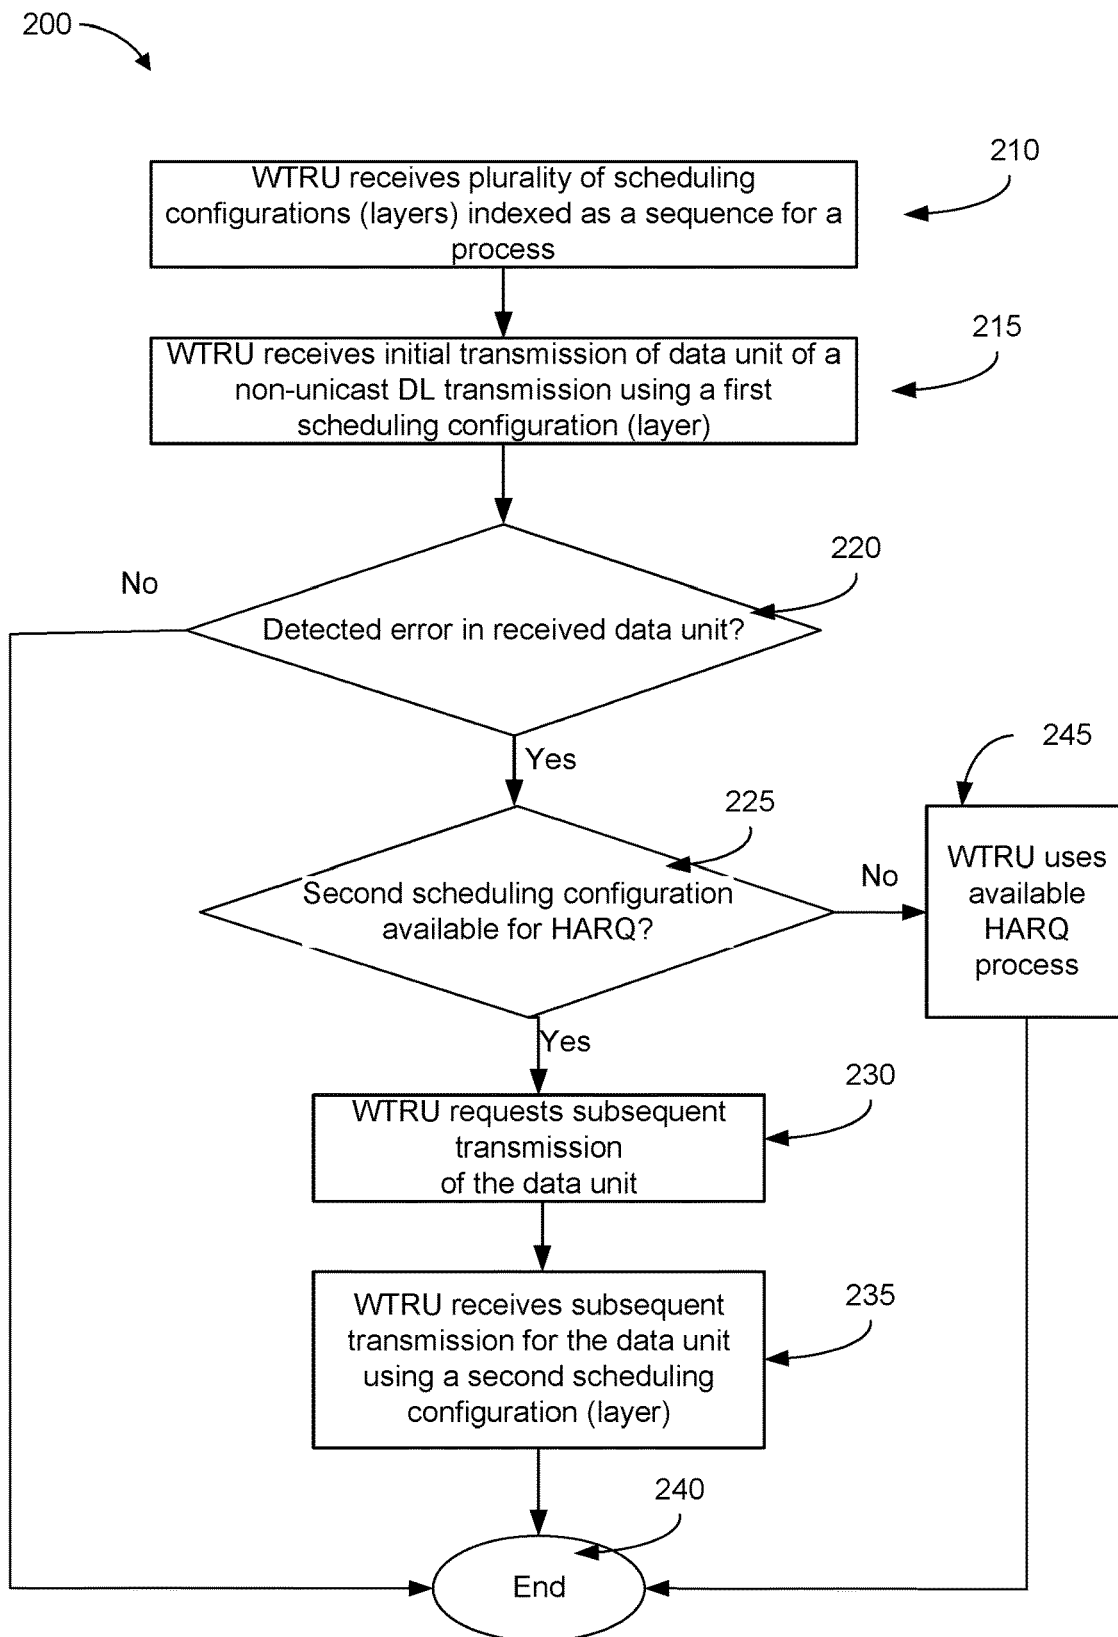 200
210
WTRU receives plurality of scheduling
configurations (layers) indexed as a sequence for a
process
215
WTRU receives initial transmission of data unit of a
non-unicast DL transmission using a first
scheduling configuration (layer)
220
No
Detected error in received data unit?
Yes
225
245
Second scheduling configuration
available for HARQ?
No
WTRU uses
available
HARQ
process
Yes
230
WTRU requests subsequent
transmission
of the data unit
235
WTRU receives subsequent
transmission for the data unit
using a second scheduling
configuration (layer)
240
End